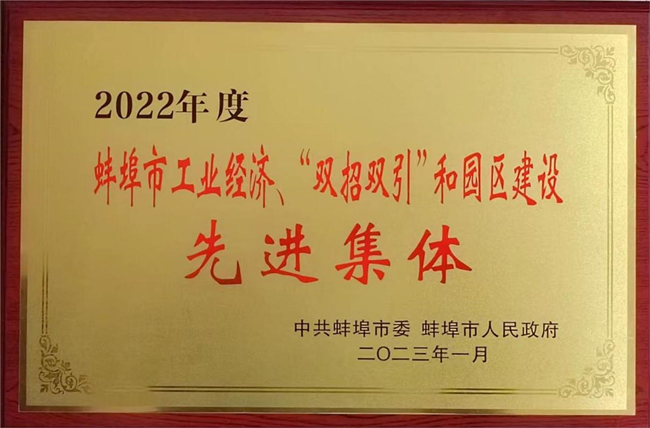 2022年度
蚌埠市工业经济、“双招双引”和园区建设
先进集体
中共蚌埠市委 蚌埠市人民政府
二〇二三年一月